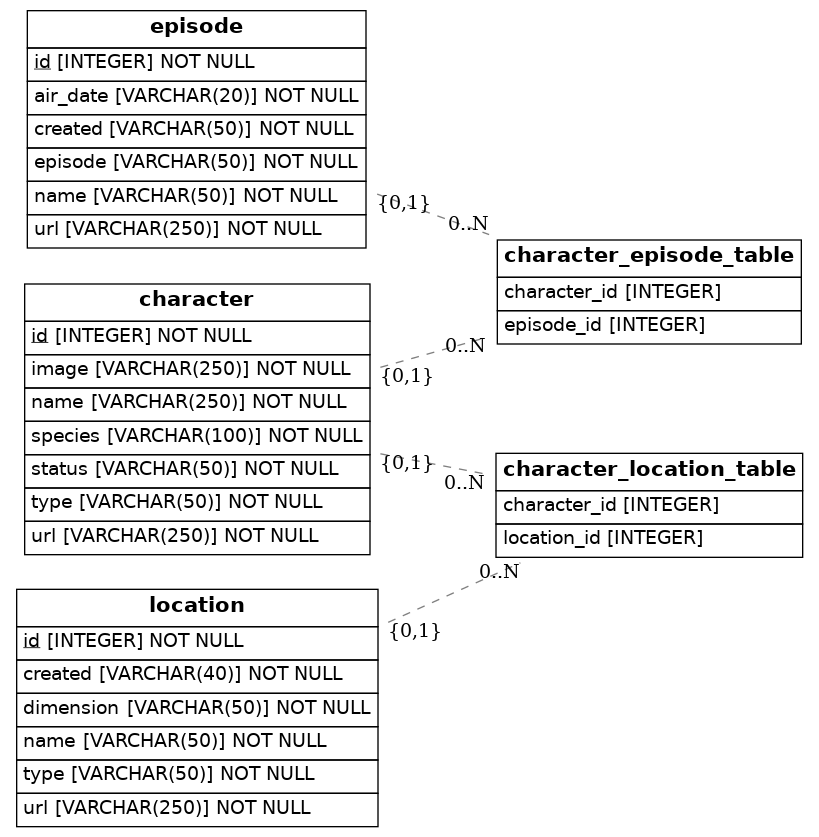 episode
id [INTEGER] NOT NULL
air_date [VARCHAR(20)] NOT NULL
created [VARCHAR(50)] NOT NULL
episode [VARCHAR(50)] NOT NULL
name [VARCHAR(50)] NOT NULL
url [VARCHAR(250)] NOT NULL
{0,1}
0..N
character_episode_table
character_id [INTEGER]
episode_id [INTEGER]
character
id [INTEGER] NOT NULL
image [VARCHAR(250)] NOT NULL
name [VARCHAR(250)] NOT NULL
species [VARCHAR(100)] NOT NULL
status [VARCHAR(50)] NOT NULL
type [VARCHAR(50)] NOT NULL
url [VARCHAR(250)] NOT NULL
0..N
{0,1}
{0,1}
0..N
character_location_table
character_id [INTEGER]
location_id [INTEGER]
0..N
{0,1}
location
id [INTEGER] NOT NULL
created [VARCHAR(40)] NOT NULL
dimension [VARCHAR(50)] NOT NULL
name [VARCHAR(50)] NOT NULL
type [VARCHAR(50)] NOT NULL
url [VARCHAR(250)] NOT NULL